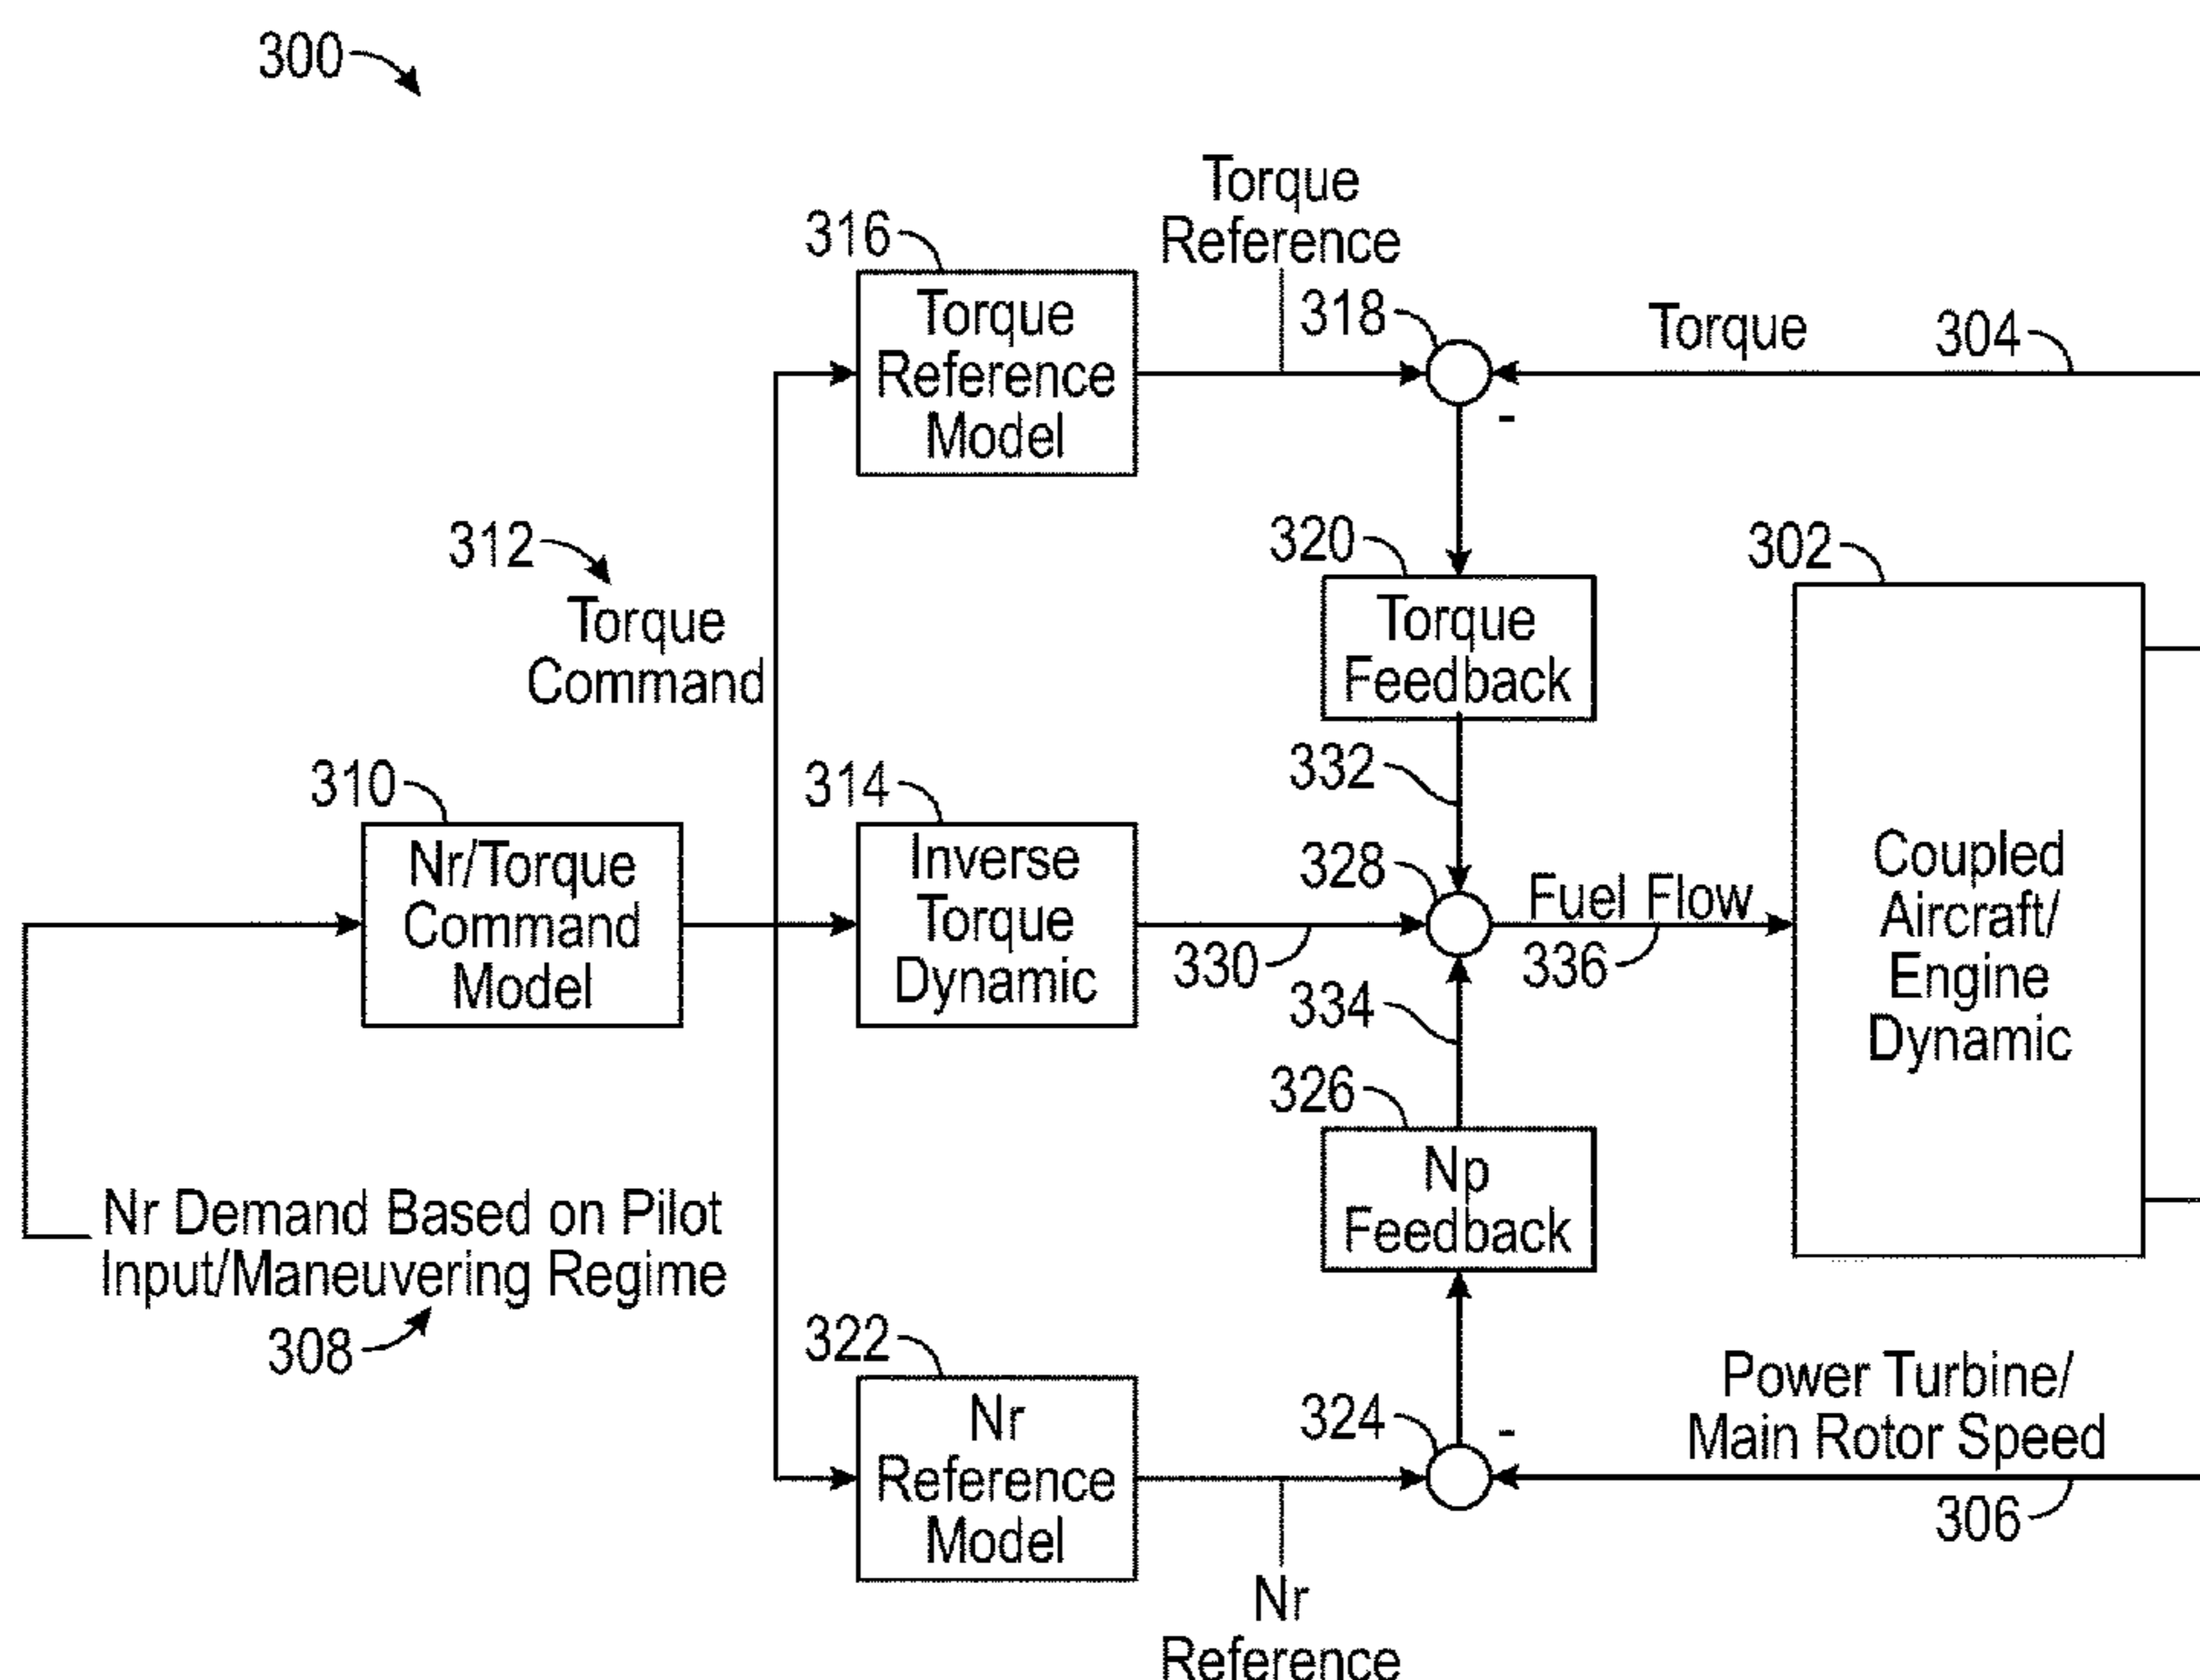 300
Torque
Reference
316
Torque
Reference
Model
318
Torque
304
-
312
Torque
Command
320
Torque
Feedback
302
332
310
Nr/Torque
Command
Model
314
Inverse
Torque
Dynamic
328
330
Fuel Flow
336
Coupled
Aircraft/
Engine
Dynamic
334
326
Np
Feedback
Nr Demand Based on Pilot
Input/Maneuvering Regime
308
322
Nr
Reference
Model
324
-
Power Turbine/
Main Rotor Speed
306
Nr
Reference